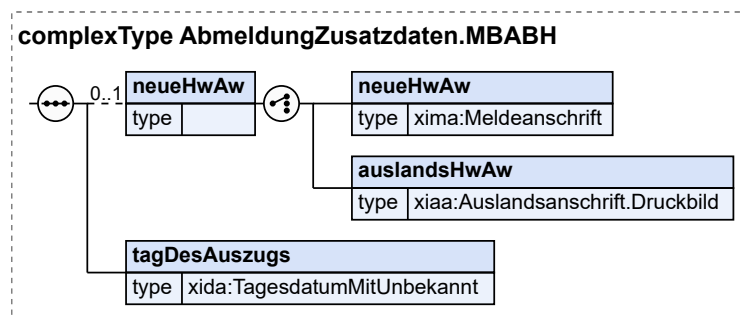 complexType AbmeldungZusatzdaten.MBABH
0..1
neueHwAw
type
neueHwAw
type xima:Meldeanschrift
auslandsHwAw
type xiaa:Auslandsanschrift.Druckbild
tagDesAuszugs
type xida:TagesdatumMitUnbekannt